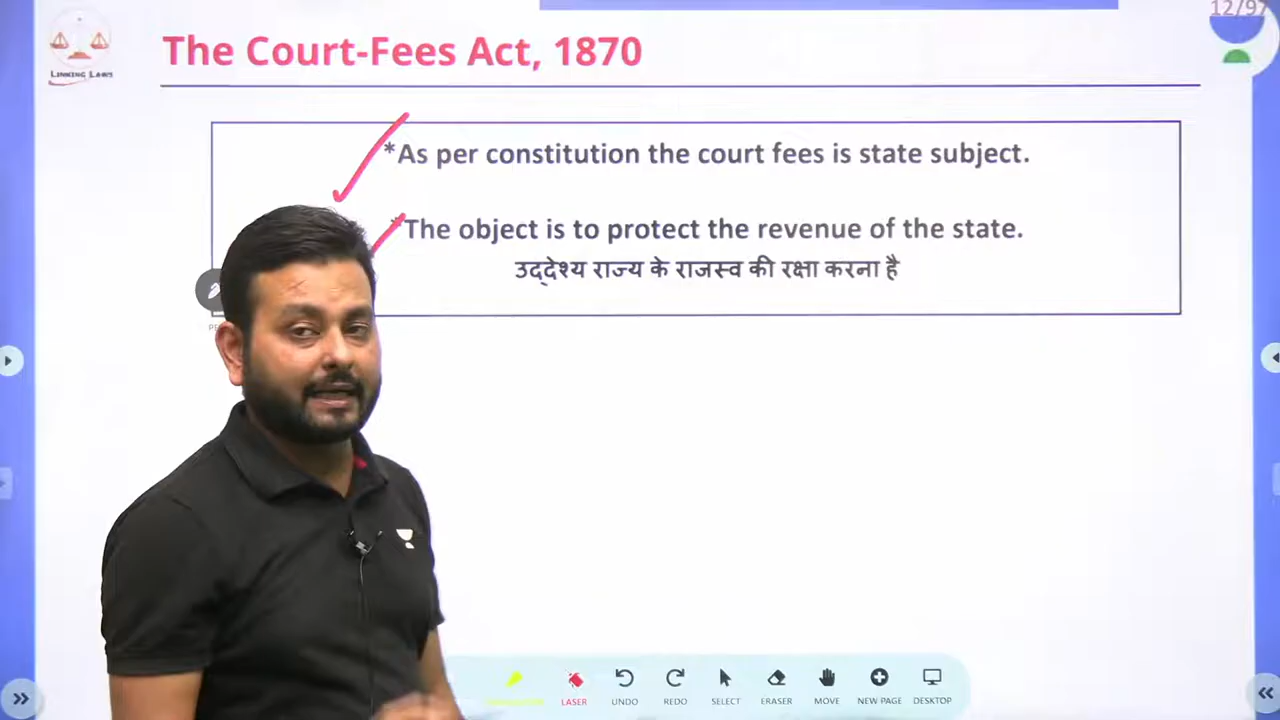 12/97
The Court-Fees Act, 1870
LINKING LAWS
*As per constitution the court fees is state subject.
*The object is to protect the revenue of the state.
उद्देश्य राज्य के राजस्व की रक्षा करना है
LASER
UNDO
REDO
SELECT
ERASER
MOVE
NEW PAGE
DESKTOP